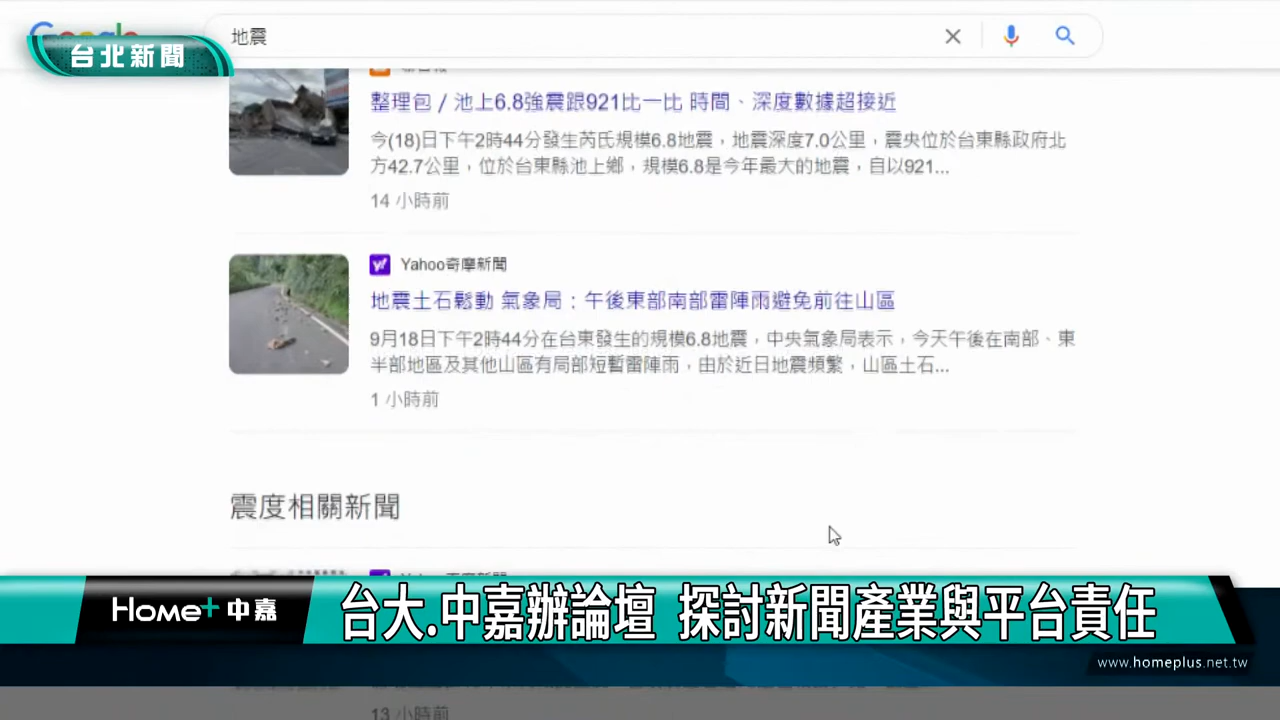 地震
台北新聞
整理包 / 池上6.8強震跟921比一比 時間、深度數據超接近
今(18)日下午2時44分發生芮氏規模6.8地震，地震深度7.0公里，震央位於台東縣政府北
方42.7公里，位於台東縣池上鄉，規模6.8是今年最大的地震，自以921...
14 小時前
Yahoo奇摩新聞
地震土石鬆動 氣象局：午後東部南部雷陣雨避免前往山區
9月18日下午2時44分在台東發生的規模6.8地震，中央氣象局表示，今天午後在南部、東
半部地區及其他山區有局部短暫雷陣雨，由於近日地震頻繁，山區土石...
1 小時前
震度相關新聞
Home+ 中嘉
台大.中嘉辦論壇 探討新聞產業與平台責任
www.homeplus.net.tw
13 小時前